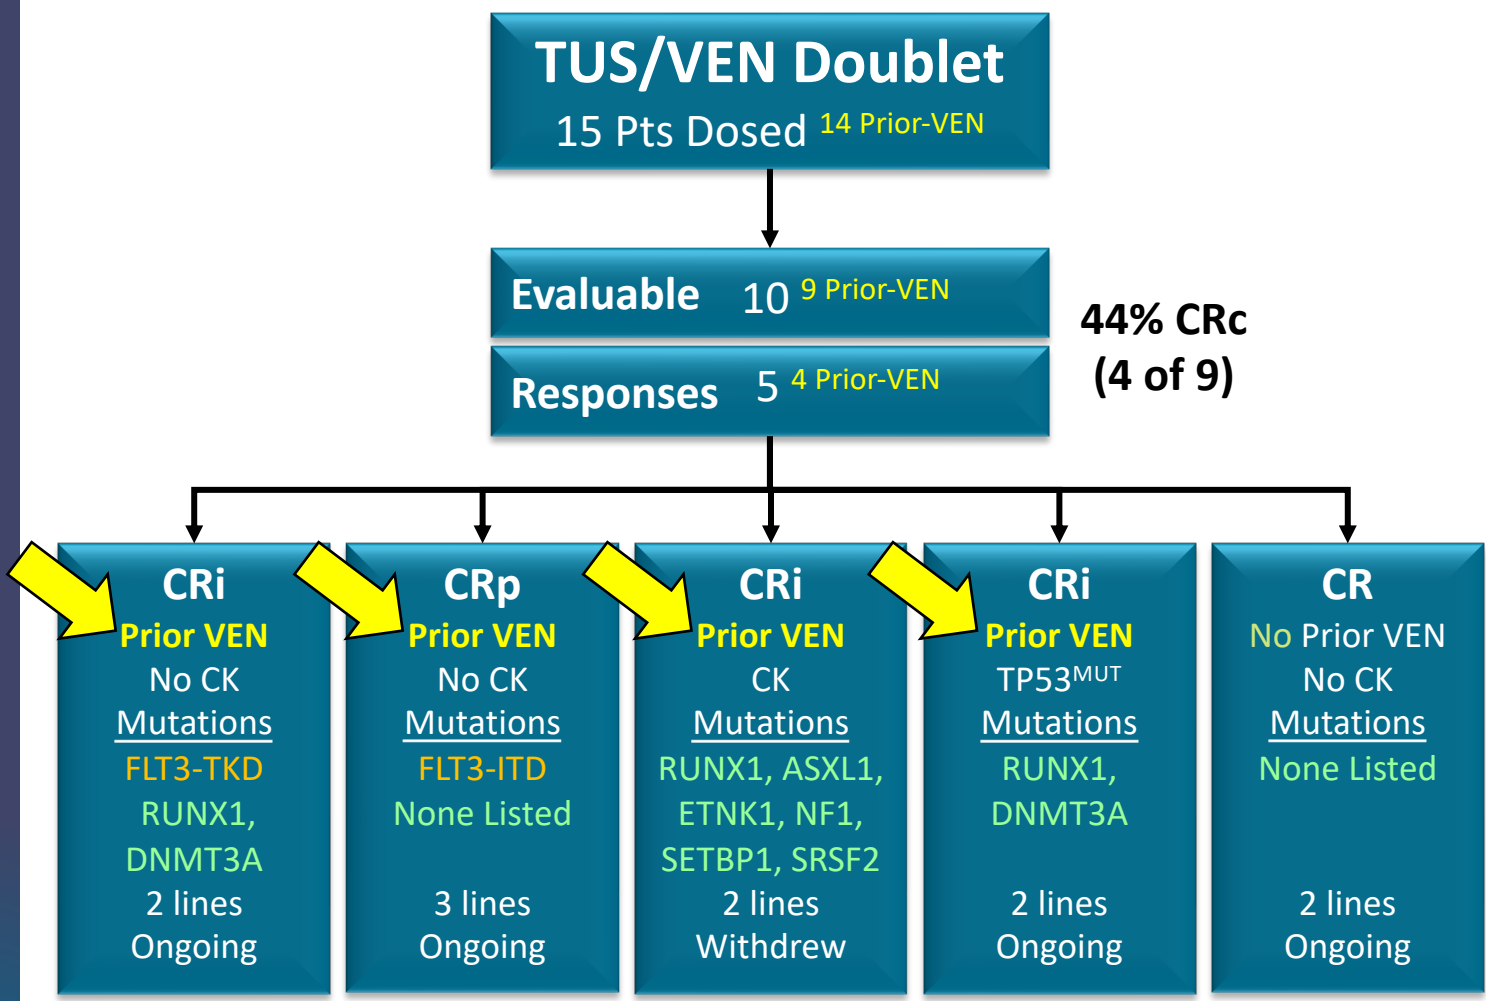 TUS/VEN Doublet
15 Pts Dosed 14 Prior-VEN
Evaluable 10 9 Prior-VEN
Responses 5 4 Prior-VEN
44% CRc
(4 of 9)
CRi
Prior VEN
No CK
Mutations
FLT3-TKD
RUNX1,
DNMT3A
2 lines
Ongoing
CRp
Prior VEN
No CK
Mutations
FLT3-ITD
None Listed
3 lines
Ongoing
CRi
Prior VEN
CK
Mutations
RUNX1, ASXL1,
ETNK1, NF1,
SETBP1, SRSF2
2 lines
Withdrew
CRi
Prior VEN
TP53MUT
Mutations
RUNX1,
DNMT3A
2 lines
Ongoing
CR
No Prior VEN
No CK
Mutations
None Listed
2 lines
Ongoing